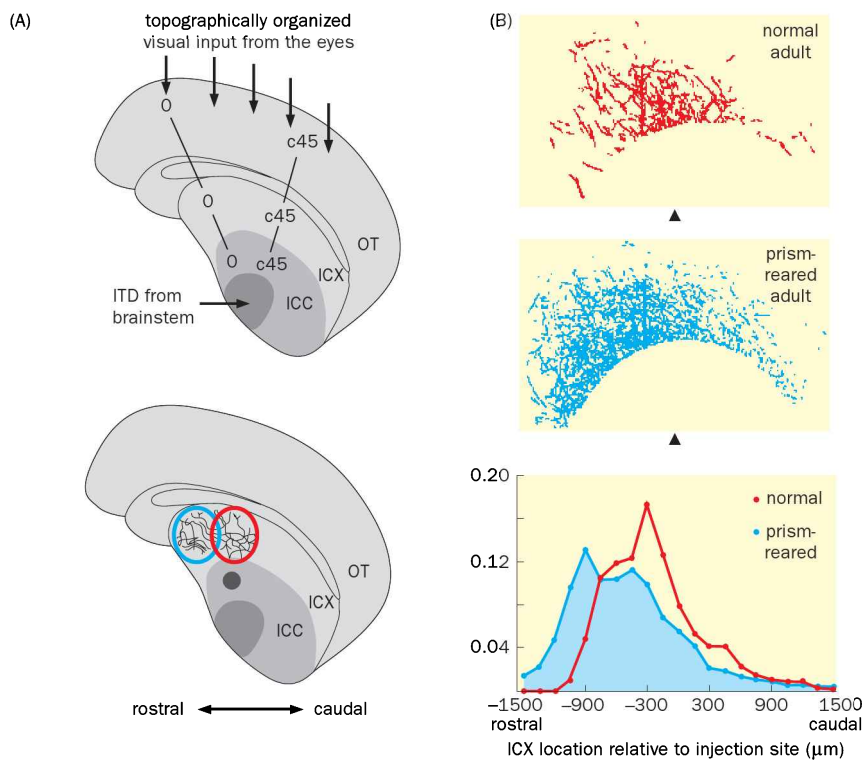 (A)
topographically organized
visual input from the eyes
0
c45
0
c45
0
c45
OT
ICX
ICC
ITD from
brainstem
OT
ICX
ICC
rostral
caudal
(B)
normal
adult
prism-
reared
adult
0.20
0.12
0.04
normal
prism-
reared
−1500 −900 −300 300 900 1500
rostral caudal
ICX location relative to injection site (μm)